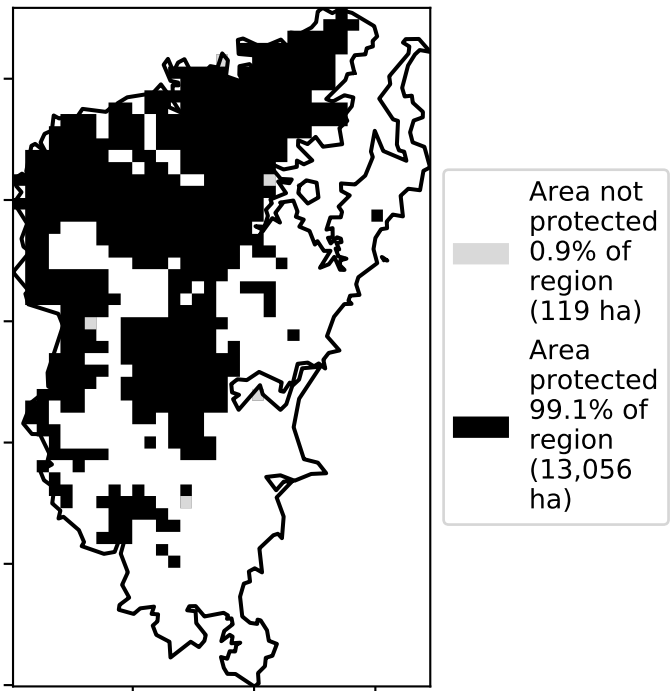 Area not
protected
0.9% of
region
(119 ha)
Area
protected
99.1% of
region
(13,056
ha)